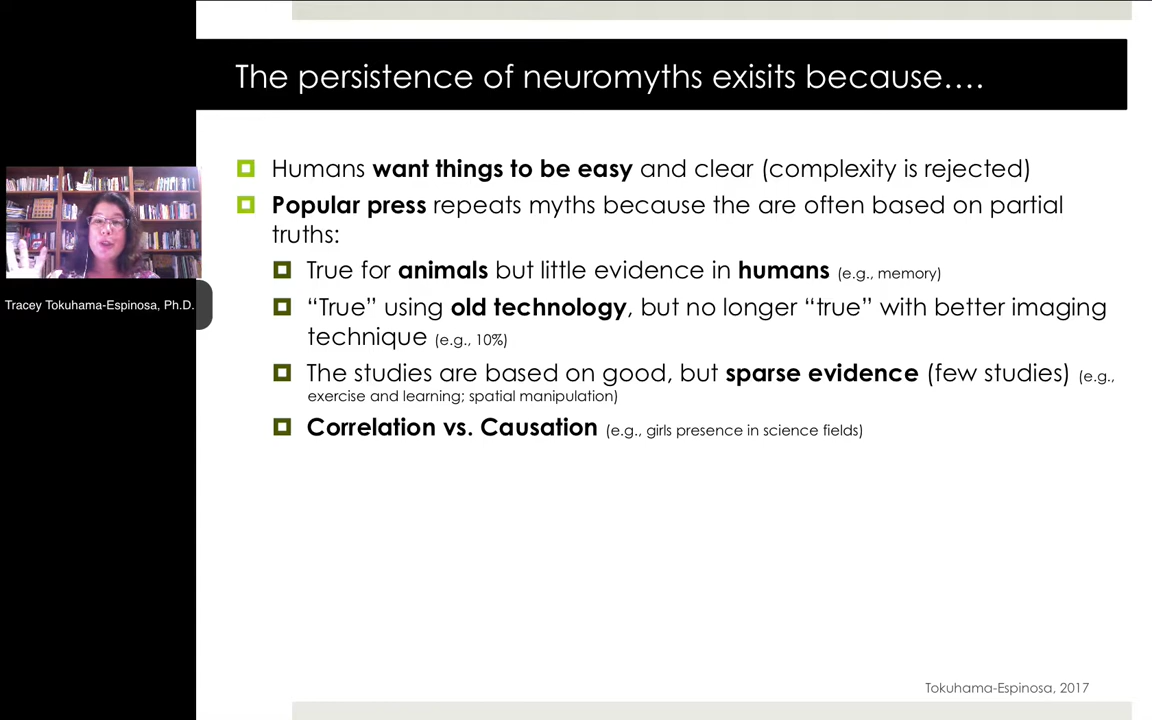 The persistence of neuromyths exisits because....
Humans want things to be easy and clear (complexity is rejected)
Popular press repeats myths because the are often based on partial
truths:
True for animals but little evidence in humans (e.g., memory)
“True” using old technology, but no longer “true” with better imaging
technique (e.g., 10%)
The studies are based on good, but sparse evidence (few studies) (e.g.,
exercise and learning; spatial manipulation)
Correlation vs. Causation (e.g., girls presence in science fields)
Tracey Tokuhama-Espinosa, Ph.D.
Tokuhama-Espinosa, 2017